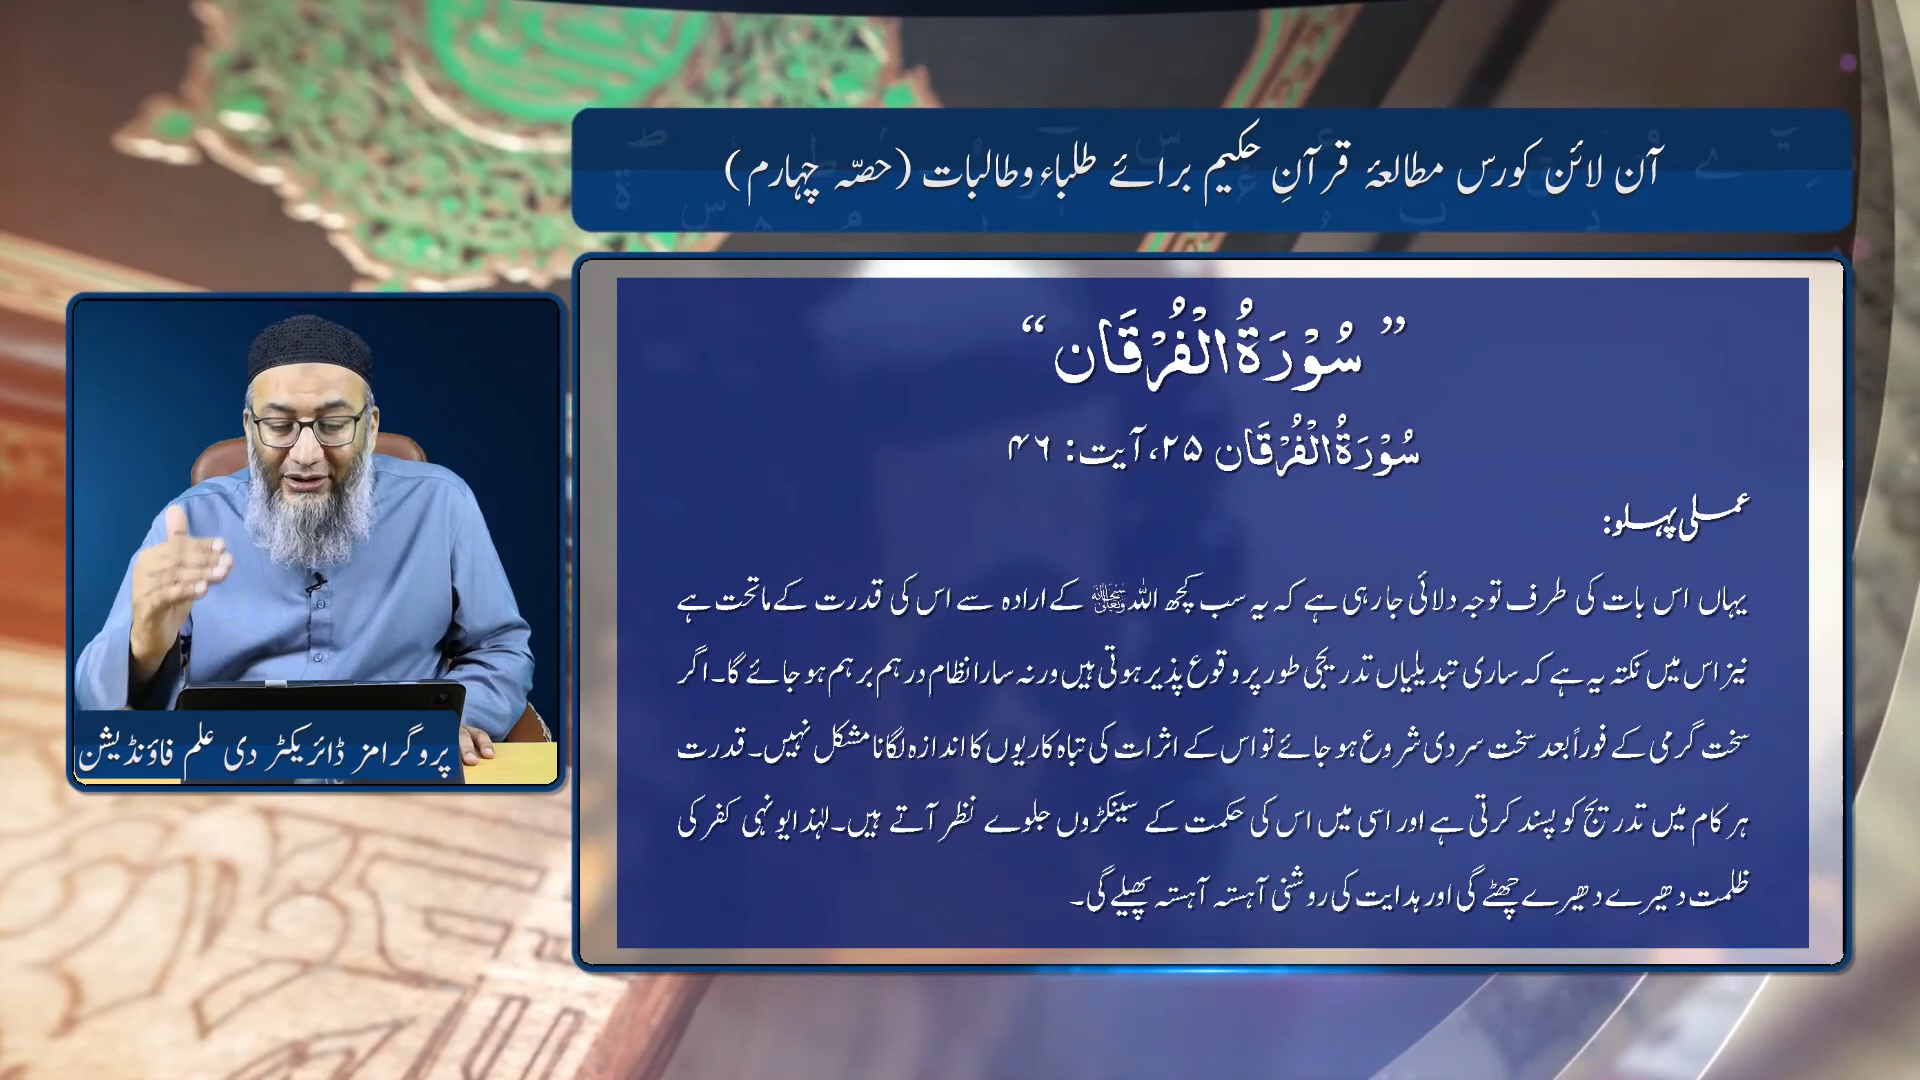 آن لائن کورس مطالعۂ قرآنِ حکیم برائے طلباء وطالبات (حصّہ چہارم)
” سُوْرَۃُ الْفُرْقَان “
سُوْرَۃُ الْفُرْقَان ۲۵، آیت: ۴۶
عملی پہلو:
یہاں اس بات کی طرف توجہ دلائی جارہی ہے کہ یہ سب کچھ اللہ سبحانہ وتعالیٰ کے ارادہ سے اس کی قدرت کے ماتحت ہے
نیز اس میں نکتہ یہ ہے کہ ساری تبدیلیاں تدریجی طور پر وقوع پذیر ہوتی ہیں ورنہ سارا نظام درہم برہم ہو جائے گا۔ اگر
سخت گرمی کے فوراً بعد سخت سردی شروع ہو جائے تو اس کے اثرات کی تباہ کاریوں کا اندازہ لگانا مشکل نہیں۔ قدرت
ہر کام میں تدریج کو پسند کرتی ہے اور اسی میں اس کی حکمت کے سینکڑوں جلوے نظر آتے ہیں۔ لہٰذا یونہی کفر کی
ظلمت دھیرے دھیرے چھٹے گی اور ہدایت کی روشنی آہستہ آہستہ پھیلے گی۔
پروگرامز ڈائریکٹر دی علم فاؤنڈیشن